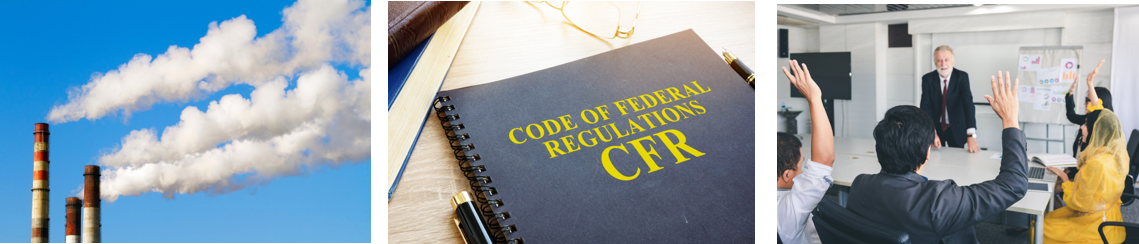 CODE OF FEDERAL
REGULATIONS
CFR